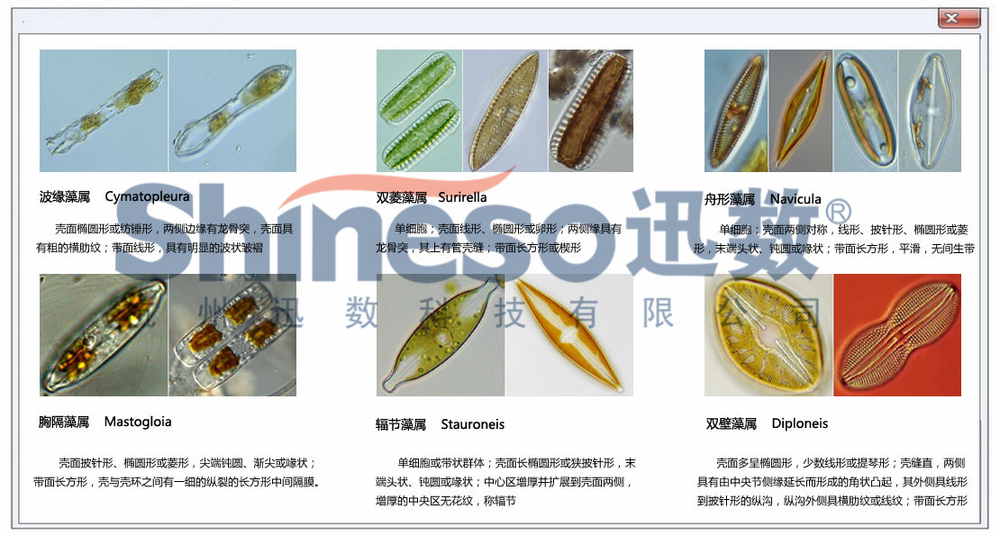 波缘藻属 Cymatopleura
壳面椭圆形或纺锤形，两侧边缘有龙骨突，壳面具
有粗的横肋纹；带面线形，具有明显的波状皱褶
双菱藻属 Surirella
单细胞；壳面线形、椭圆形或卵形；两侧缘具有
龙骨突，其上有管壳缝；带面长方形或楔形
舟形藻属 Navicula
单细胞；壳面两侧对称，线形、披针形、椭圆形或菱
形，末端头状、钝圆或喙状；带面长方形，平滑，无间生带
Shineso迅数®
州迅数科技有限公司
胸隔藻属 Mastogloia
壳面披针形、椭圆形或菱形，尖端钝圆、渐尖或喙状；
带面长方形，壳与壳环之间有一细的纵裂的长方形中间隔膜。
辐节藻属 Stauroneis
单细胞或带状群体；壳面长椭圆形或狭披针形，末
端头状、钝圆或喙状；中心区增厚并扩展到壳面两侧，
增厚的中央区无花纹，称辐节
双壁藻属 Diploneis
壳面多呈椭圆形，少数线形或提琴形；壳缝直，两侧
具有由中央节侧缘延长而形成的角状凸起，其外侧具线形
到披针形的纵沟，纵沟外侧具横肋纹或线纹；带面长方形